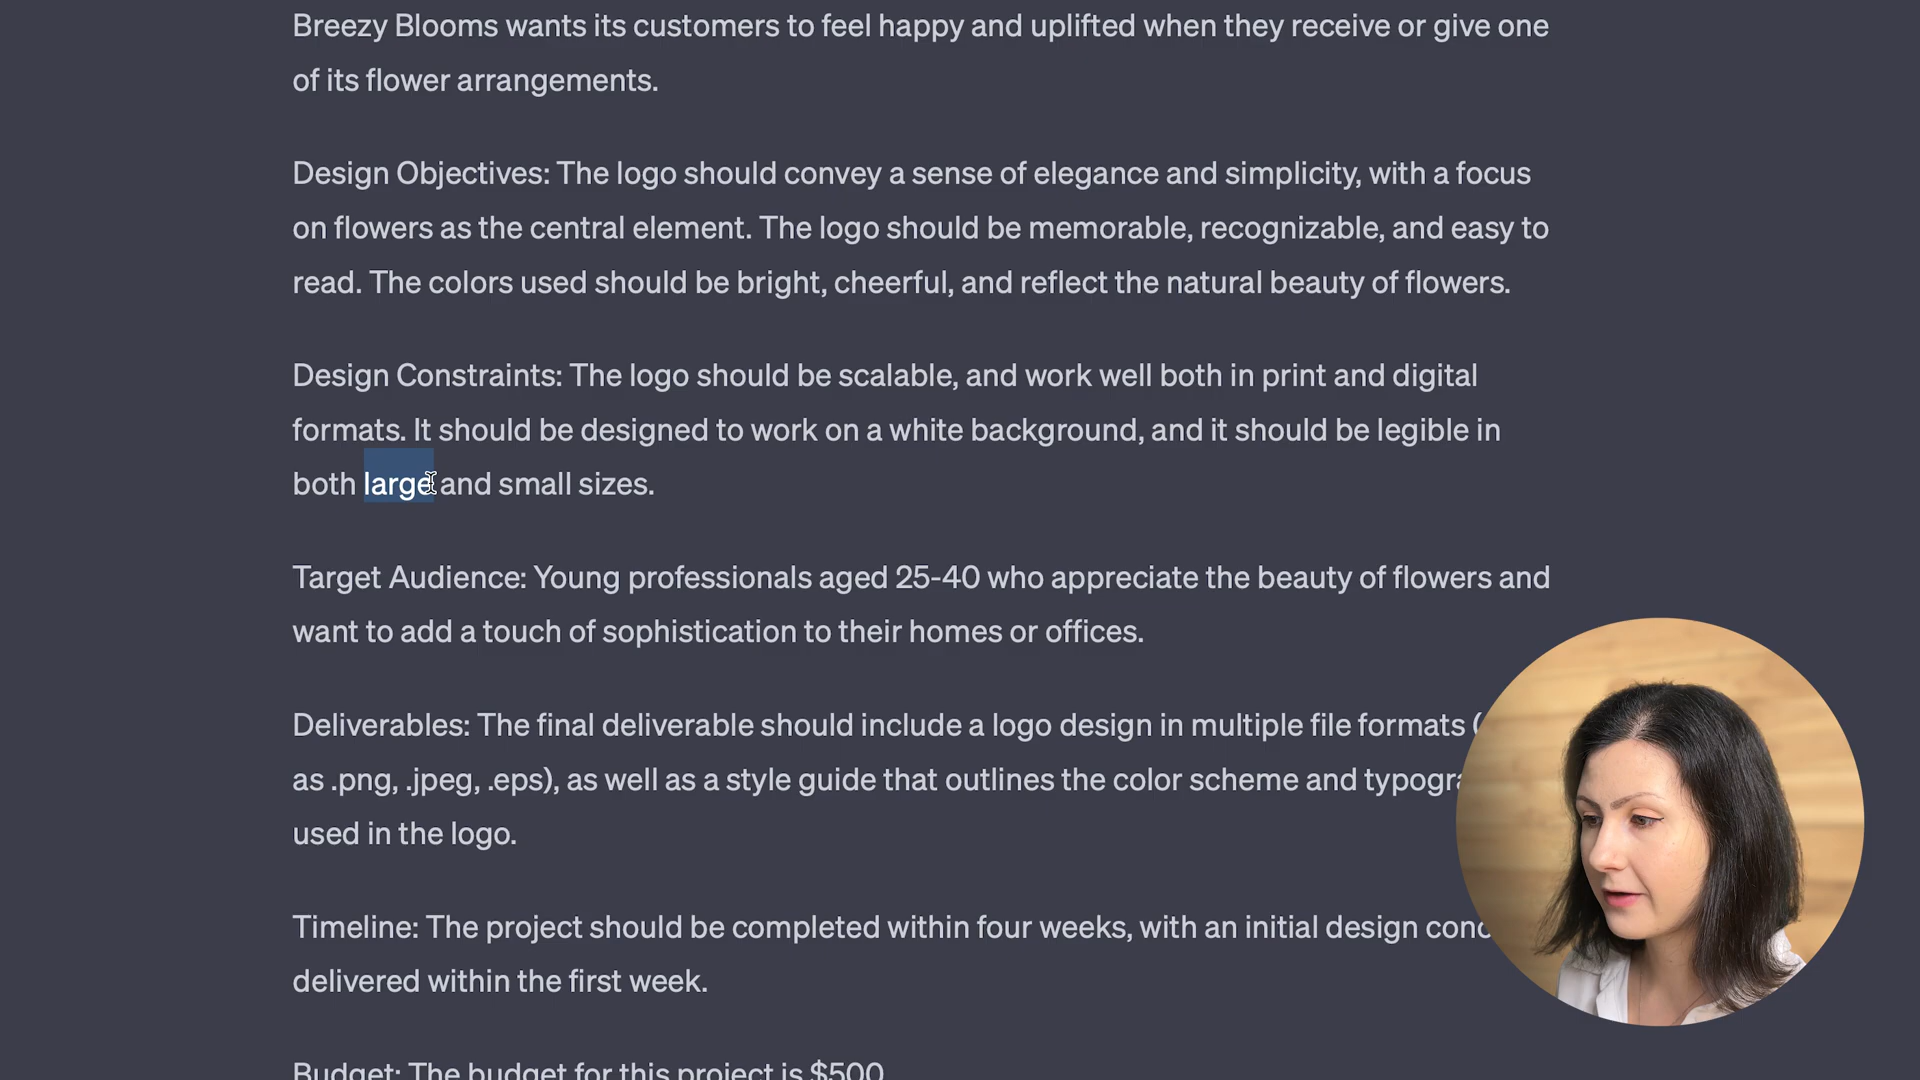 Breezy Blooms wants its customers to feel happy and uplifted when they receive or give one
of its flower arrangements.
Design Objectives: The logo should convey a sense of elegance and simplicity, with a focus
on flowers as the central element. The logo should be memorable, recognizable, and easy to
read. The colors used should be bright, cheerful, and reflect the natural beauty of flowers.
Design Constraints: The logo should be scalable, and work well both in print and digital
formats. It should be designed to work on a white background, and it should be legible in
both large and small sizes.
Target Audience: Young professionals aged 25-40 who appreciate the beauty of flowers and
want to add a touch of sophistication to their homes or offices.
Deliverables: The final deliverable should include a logo design in multiple file formats (
as .png, .jpeg, .eps), as well as a style guide that outlines the color scheme and
used in the logo.
Timeline: The project should be completed within four weeks, with an initial design
delivered within the first week.
Budget: The budget for this project is $500